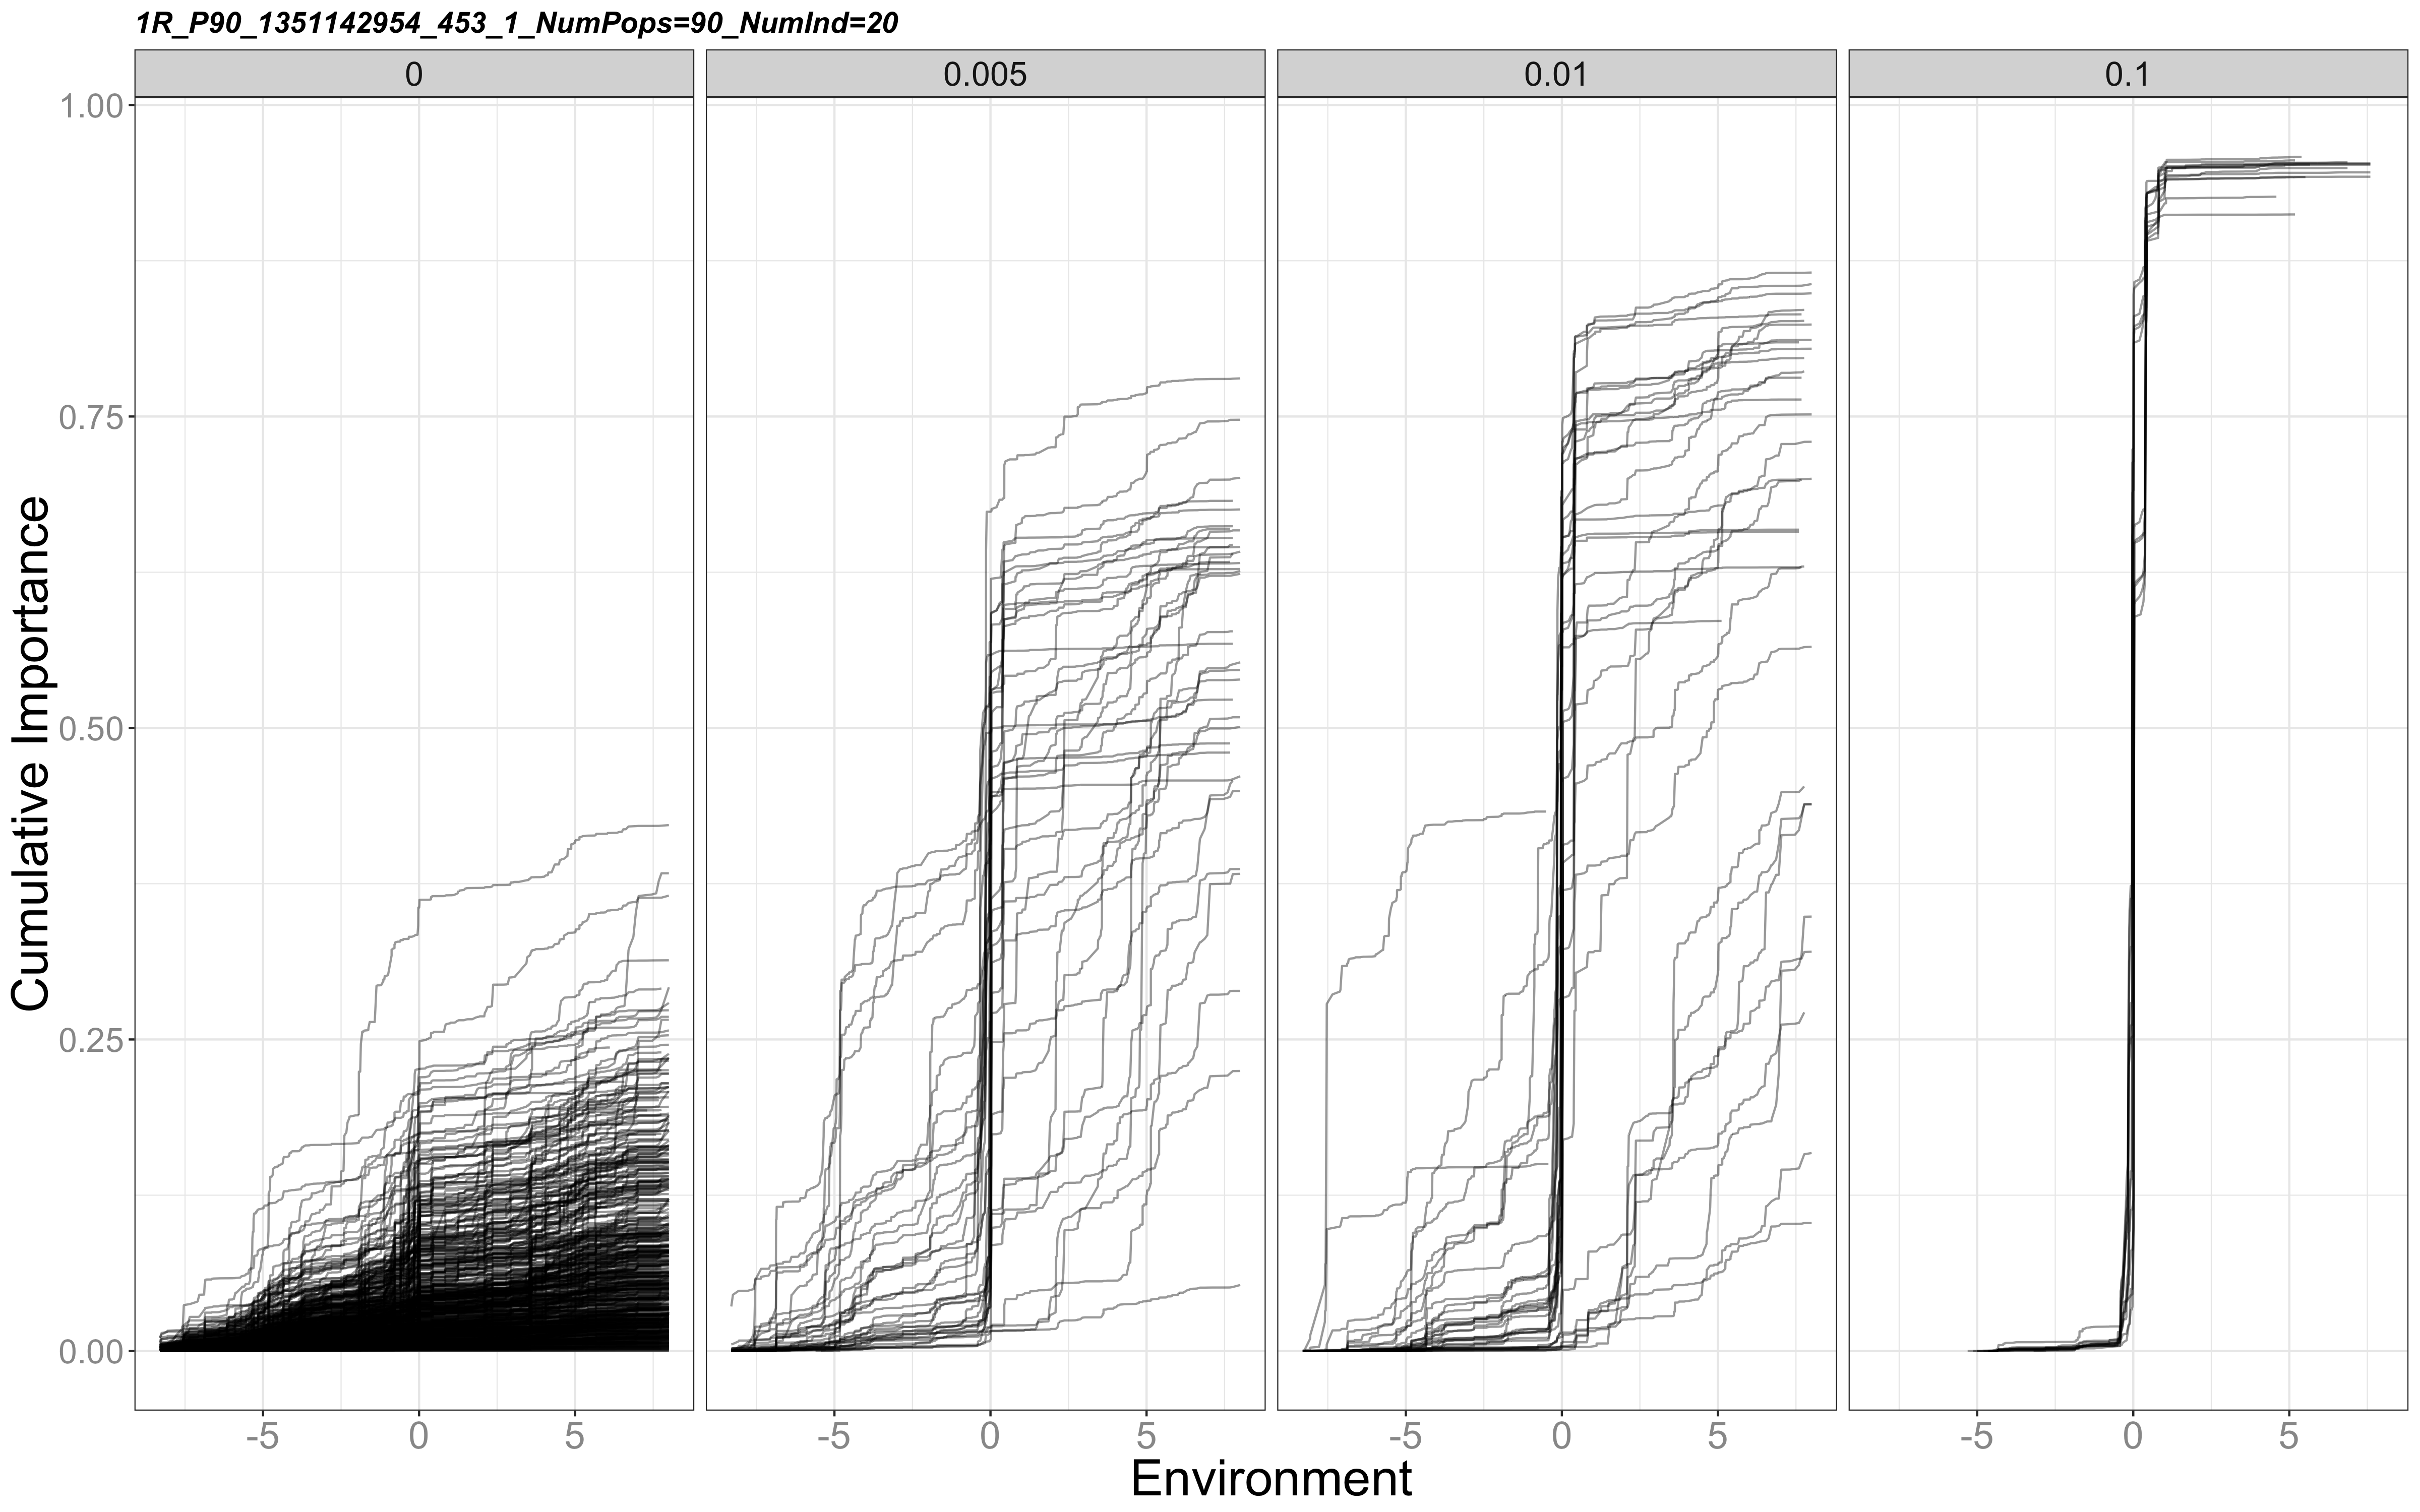 1R_P90_1351142954_453_1_NumPops=90_NumInd=20
0 0.005 0.01 0.1
Cumulative Importance
1.00
0.75
0.50
0.25
0.00
-5 0 5 -5 0 5 -5 0 5 -5 0 5
Environment